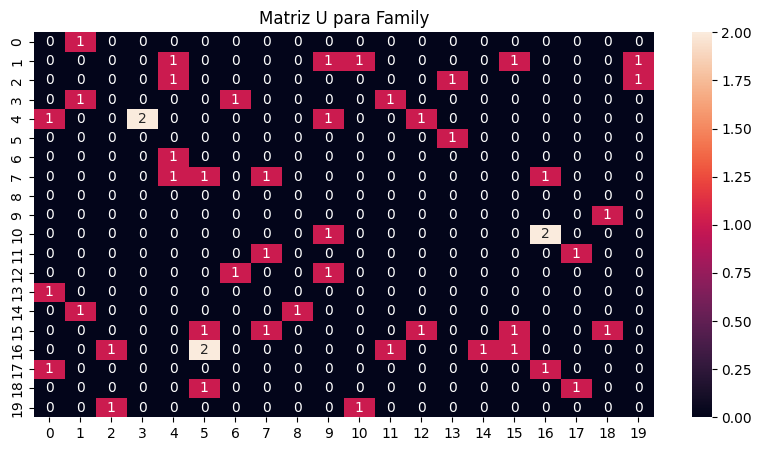 Matriz U para Family
0 0 1 0 0 0 0 0 0 0 0 0 0 0 0 0 0 0 0 0 0
1 0 0 0 0 1 0 0 0 0 1 1 0 0 0 0 1 0 0 0 1
2 0 0 0 0 1 0 0 0 0 0 0 0 0 1 0 0 0 0 0 1
3 0 1 0 0 0 0 1 0 0 0 0 1 0 0 0 0 0 0 0 0
4 1 0 0 2 0 0 0 0 0 1 0 0 1 0 0 0 0 0 0 0
5 0 0 0 0 0 0 0 0 0 0 0 0 0 1 0 0 0 0 0 0
6 0 0 0 0 1 0 0 0 0 0 0 0 0 0 0 0 0 0 0 0
7 0 0 0 0 1 1 0 1 0 0 0 0 0 0 0 0 1 0 0 0
8 0 0 0 0 0 0 0 0 0 0 0 0 0 0 0 0 0 0 0 0
9 0 0 0 0 0 0 0 0 0 0 0 0 0 0 0 0 0 0 1 0
10 0 0 0 0 0 0 0 0 0 1 0 0 0 0 0 0 2 0 0 0
11 0 0 0 0 0 0 0 1 0 0 0 0 0 0 0 0 0 1 0 0
12 0 0 0 0 0 0 1 0 0 1 0 0 0 0 0 0 0 0 0 0
13 1 0 0 0 0 0 0 0 0 0 0 0 0 0 0 0 0 0 0 0
14 0 1 0 0 0 0 0 0 1 0 0 0 0 0 0 0 0 0 0 0
15 0 0 0 0 0 1 0 1 0 0 0 0 1 0 0 1 0 0 1 0
16 0 0 1 0 0 2 0 0 0 0 0 1 0 0 1 1 0 0 0 0
17 1 0 0 0 0 0 0 0 0 0 0 0 0 0 0 0 1 0 0 0
18 0 0 0 0 0 1 0 0 0 0 0 0 0 0 0 0 0 1 0 0
19 0 0 1 0 0 0 0 0 0 0 1 0 0 0 0 0 0 0 0 0
0 1 2 3 4 5 6 7 8 9 10 11 12 13 14 15 16 17 18 19
2.00
1.75
1.50
1.25
1.00
0.75
0.50
0.25
0.00